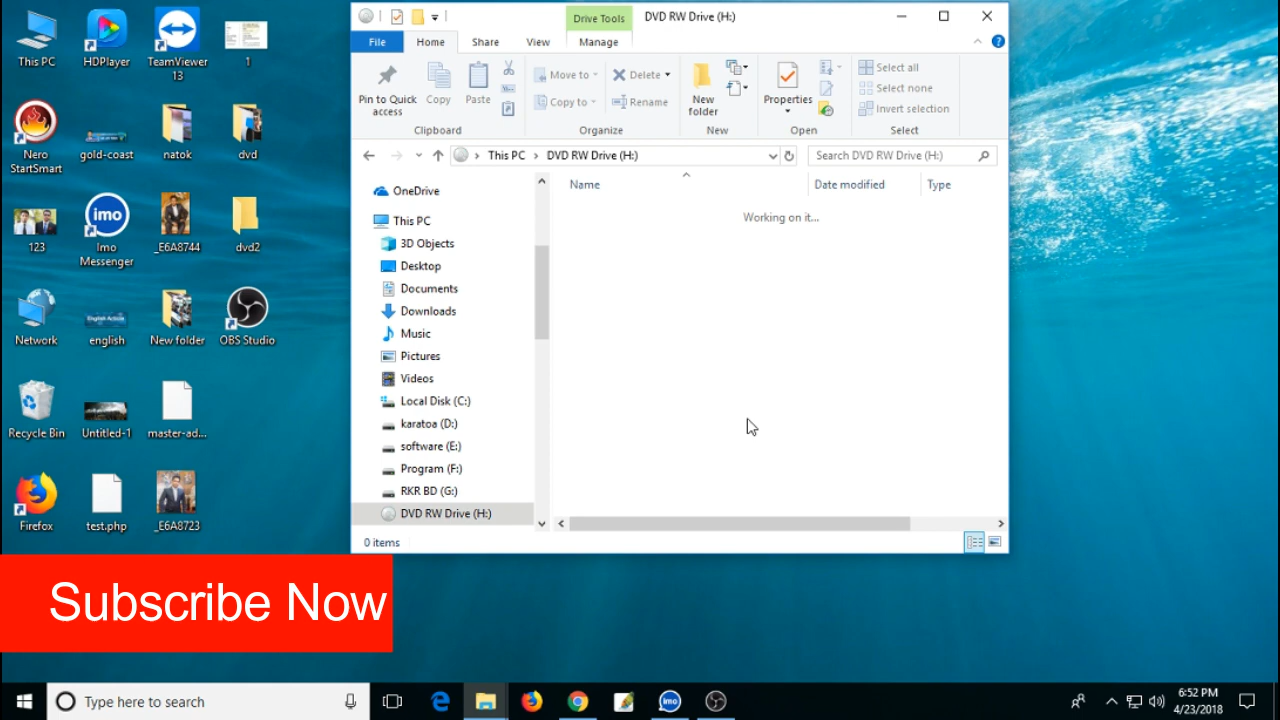 This PC
HDPlayer
TeamViewer
13
1
Nero
StartSmart
gold-coast
natok
dvd
123
Imo
Messenger
_E6A8744
dvd2
Network
english
New folder
OBS Studio
Recycle Bin
Untitled-1
master-ad...
Firefox
test.php
_E6A8723
Drive Tools
DVD RW Drive (H:)
File
Home
Share
View
Manage
Pin to Quick
access
Copy
Paste
Clipboard
Move to
Copy to
Delete
Rename
Organize
New
folder
New
Properties
Open
Select all
Select none
Invert selection
Select
This PC
DVD RW Drive (H:)
Search DVD RW Drive (H:)
OneDrive
This PC
3D Objects
Desktop
Documents
Downloads
Music
Pictures
Videos
Local Disk (C:)
karatoa (D:)
software (E:)
Program (F:)
RKR BD (G:)
DVD RW Drive (H:)
Name
Date modified
Type
Working on it...
0 items
Subscribe Now
Type here to search
imo
6:52 PM
4/23/2018